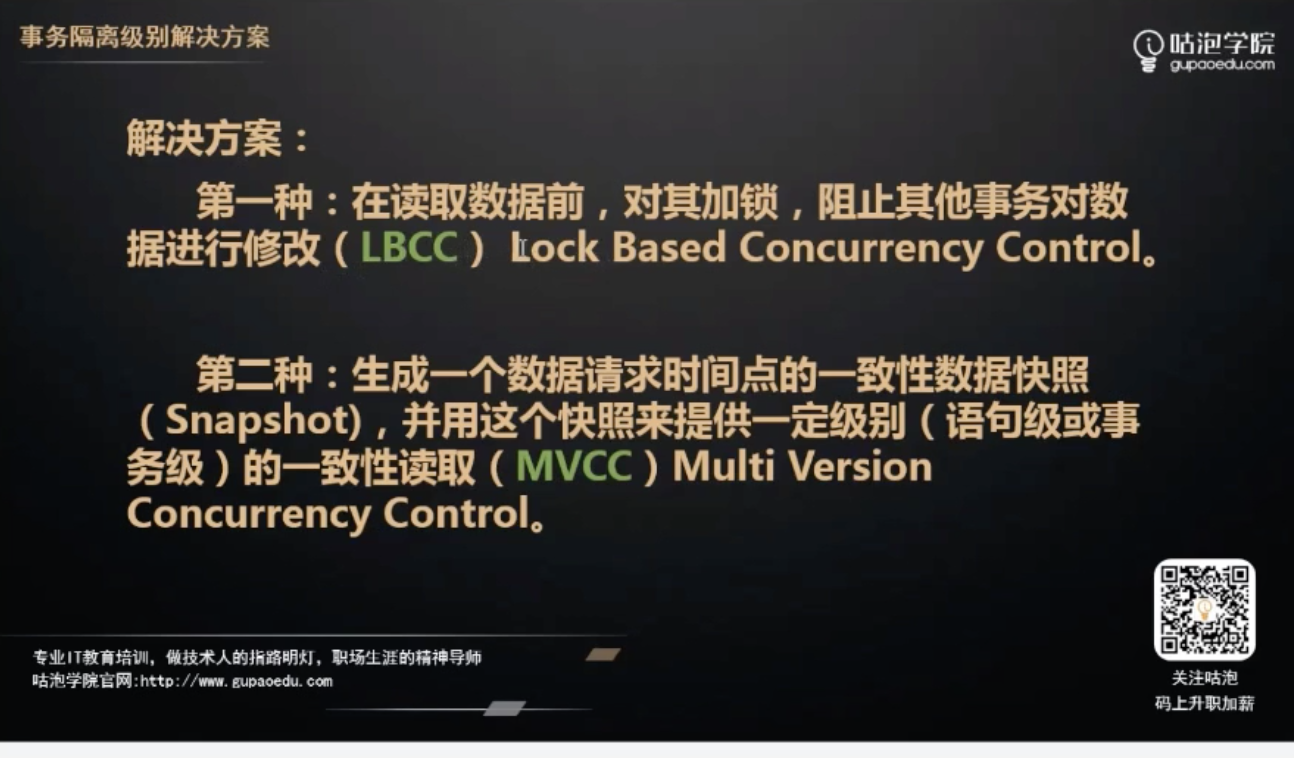 事务隔离级别解决方案
咕泡学院
gupaoedu.com
解决方案：
第一种：在读取数据前，对其加锁，阻止其他事务对数
据进行修改（LBCC） Lock Based Concurrency Control。
第二种：生成一个数据请求时间点的一致性数据快照
（Snapshot)，并用这个快照来提供一定级别（语句级或事
务级）的一致性读取（MVCC）Multi Version
Concurrency Control。
专业IT教育培训，做技术人的指路明灯，职场生涯的精神导师
咕泡学院官网:http://www.gupaoedu.com
关注咕泡
码上升职加薪